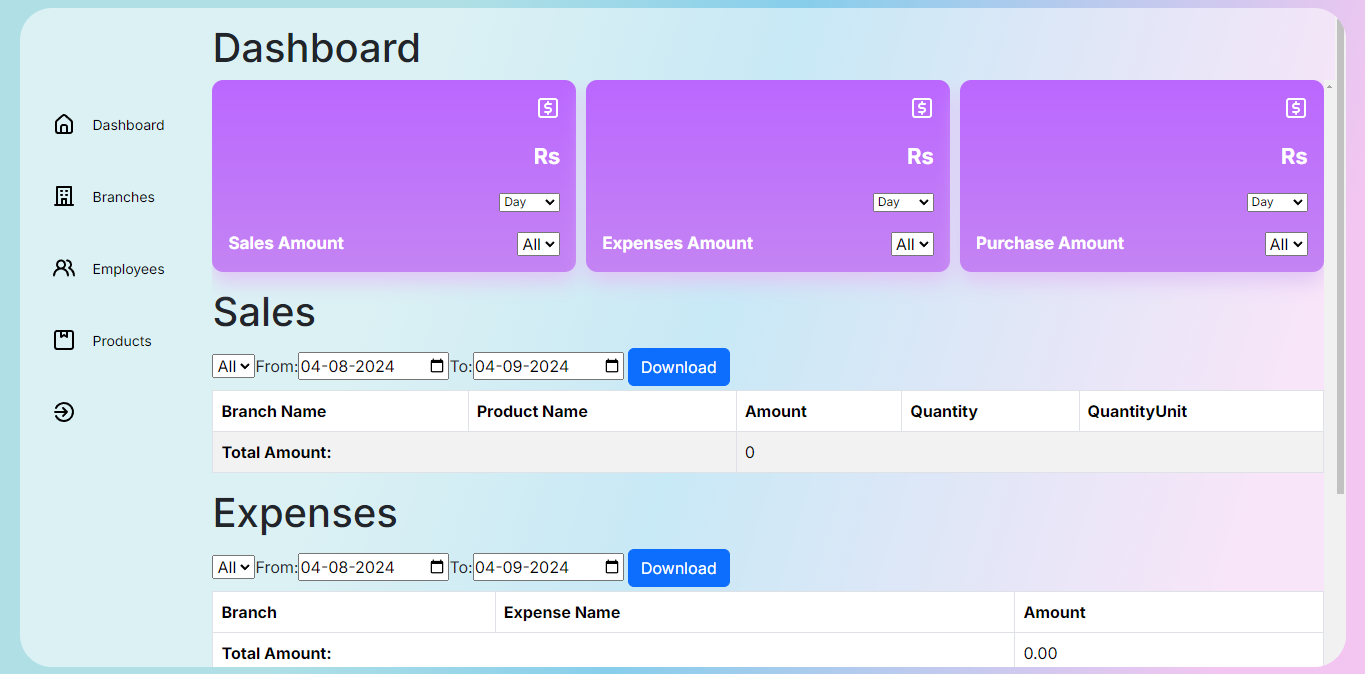 Dashboard
Dashboard
Branches
Employees
Products
Rs
Day
Sales Amount All
Rs
Day
Expenses Amount All
Rs
Day
Purchase Amount All
Sales
All From: 04-08-2024 To: 04-09-2024 Download
Branch Name Product Name Amount Quantity QuantityUnit
Total Amount: 0
Expenses
All From: 04-08-2024 To: 04-09-2024 Download
Branch Expense Name Amount
Total Amount: 0.00